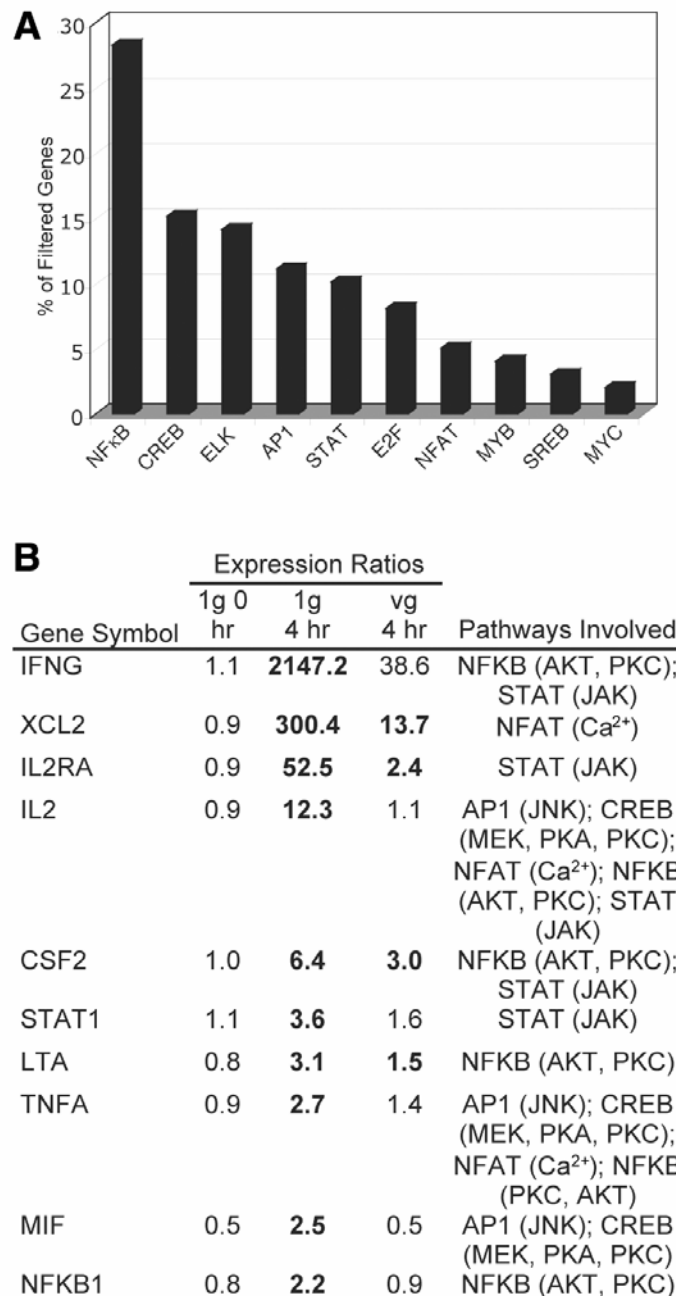 A
30
25
20
15
10
5
0
% of Filtered Genes
NFκB CREB ELK AP1 STAT E2F NFAT MYB SREB MYC
B
Expression Ratios
1g 0 1g vg
Gene Symbol hr 4 hr 4 hr Pathways Involved
IFNG 1.1 2147.2 38.6 NFKB (AKT, PKC);
STAT (JAK)
XCL2 0.9 300.4 13.7 NFAT (Ca²⁺)
IL2RA 0.9 52.5 2.4 STAT (JAK)
IL2 0.9 12.3 1.1 AP1 (JNK); CREB
(MEK, PKA, PKC);
NFAT (Ca²⁺); NFKB
(AKT, PKC); STAT
(JAK)
CSF2 1.0 6.4 3.0 NFKB (AKT, PKC);
STAT (JAK)
STAT1 1.1 3.6 1.6 STAT (JAK)
LTA 0.8 3.1 1.5 NFKB (AKT, PKC)
TNFA 0.9 2.7 1.4 AP1 (JNK); CREB
(MEK, PKA, PKC);
NFAT (Ca²⁺); NFKB
(PKC, AKT)
MIF 0.5 2.5 0.5 AP1 (JNK); CREB
(MEK, PKA, PKC)
NFKB1 0.8 2.2 0.9 NFKB (AKT, PKC)